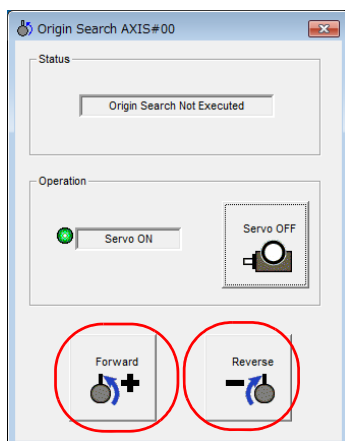 Origin Search AXIS#00
Status
Origin Search Not Executed
Operation
Servo ON
Servo OFF
Forward
Reverse